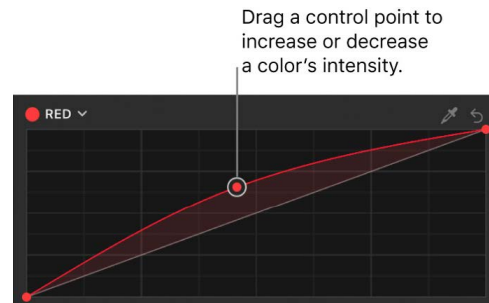 Drag a control point to
increase or decrease
a color's intensity.
RED